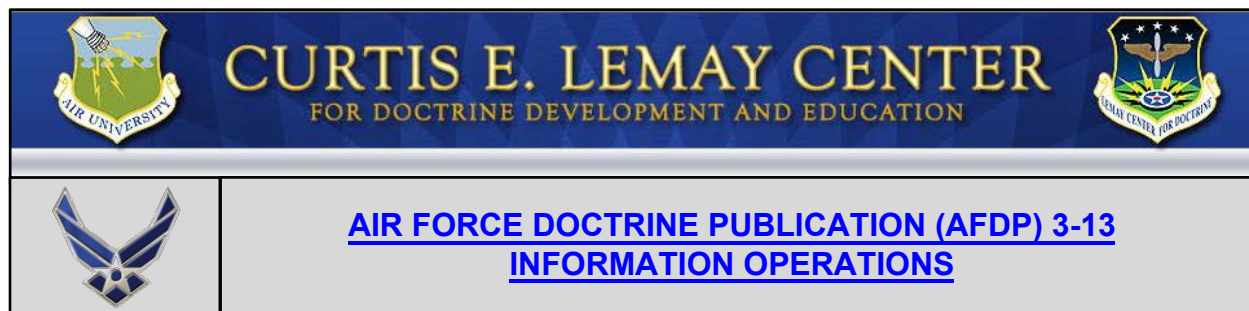 CURTIS E. LEMAY CENTER
FOR DOCTRINE DEVELOPMENT AND EDUCATION
AIR UNIVERSITY
LEMAY CENTER FOR DOCTRINE
AIR FORCE DOCTRINE PUBLICATION (AFDP) 3-13
INFORMATION OPERATIONS